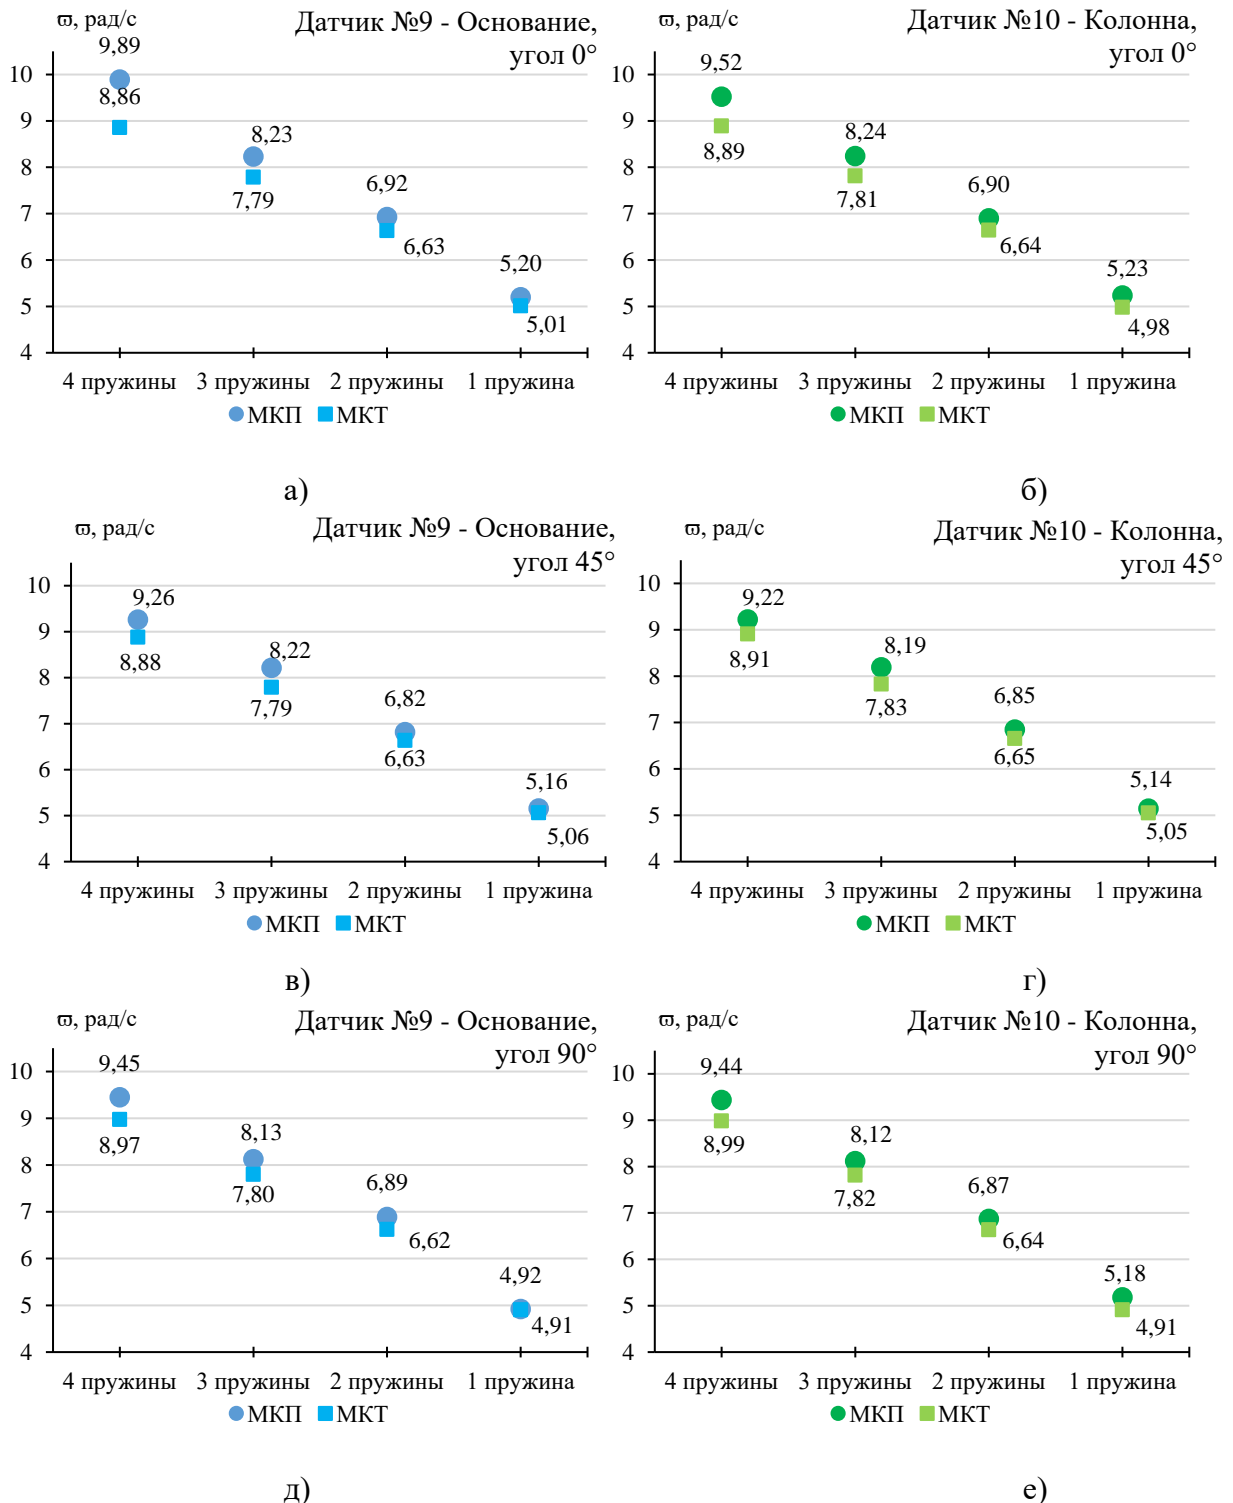 ϖ, рад/с
Датчик №9 - Основание,
угол 0°
10
9
8
7
6
5
4
9,89
8,86
8,23
7,79
6,92
6,63
5,20
5,01
4 пружины 3 пружины 2 пружины 1 пружина
МКП МКТ
а)
ϖ, рад/с
Датчик №10 - Колонна,
угол 0°
10
9
8
7
6
5
4
9,52
8,89
8,24
7,81
6,90
6,64
5,23
4,98
4 пружины 3 пружины 2 пружины 1 пружина
МКП МКТ
б)
ϖ, рад/с
Датчик №9 - Основание,
угол 45°
10
9
8
7
6
5
4
9,26
8,88
8,22
7,79
6,82
6,63
5,16
5,06
4 пружины 3 пружины 2 пружины 1 пружина
МКП МКТ
в)
ϖ, рад/с
Датчик №10 - Колонна,
угол 45°
10
9
8
7
6
5
4
9,22
8,91
8,19
7,83
6,85
6,65
5,14
5,05
4 пружины 3 пружины 2 пружины 1 пружина
МКП МКТ
г)
ϖ, рад/с
Датчик №9 - Основание,
угол 90°
10
9
8
7
6
5
4
9,45
8,97
8,13
7,80
6,89
6,62
4,92
4,91
4 пружины 3 пружины 2 пружины 1 пружина
МКП МКТ
д)
ϖ, рад/с
Датчик №10 - Колонна,
угол 90°
10
9
8
7
6
5
4
9,44
8,99
8,12
7,82
6,87
6,64
5,18
4,91
4 пружины 3 пружины 2 пружины 1 пружина
МКП МКТ
е)